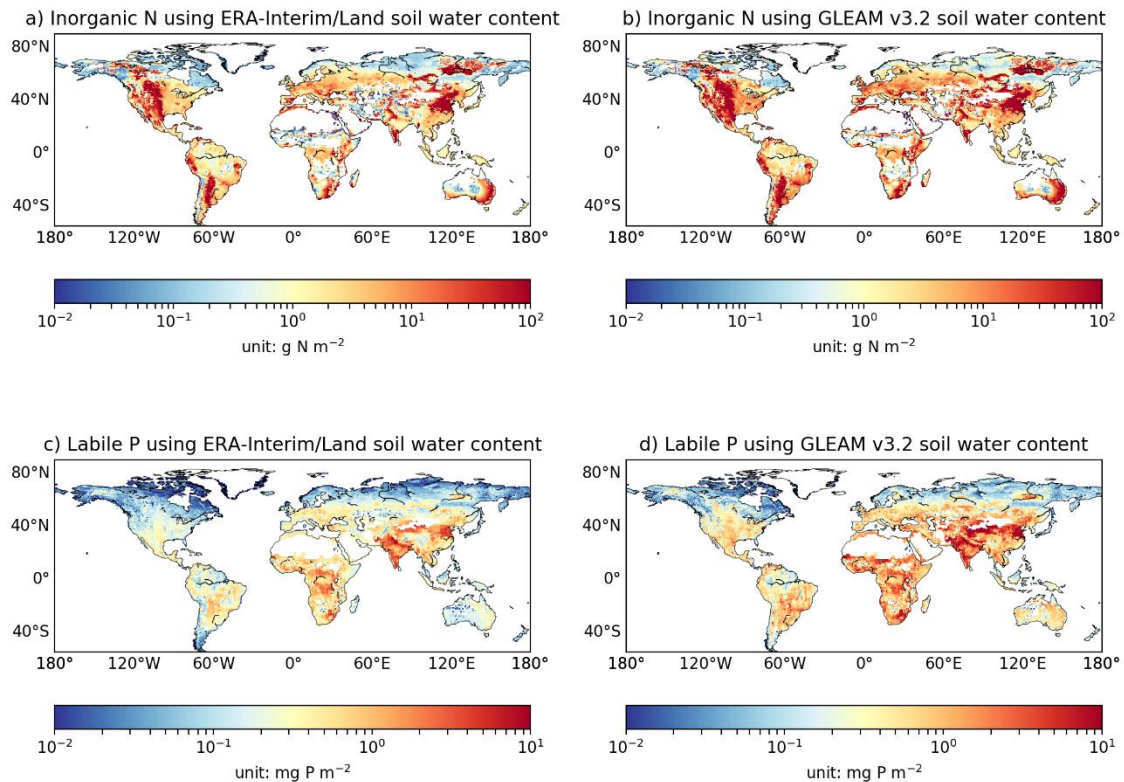 a) Inorganic N using ERA-Interim/Land soil water content
80°N
40°N
0°
40°S
180° 120°W 60°W 0° 60°E 120°E 180°
10⁻² 10⁻¹ 10⁰ 10¹ 10²
unit: g N m⁻²
b) Inorganic N using GLEAM v3.2 soil water content
80°N
40°N
0°
40°S
180° 120°W 60°W 0° 60°E 120°E 180°
10⁻² 10⁻¹ 10⁰ 10¹ 10²
unit: g N m⁻²
c) Labile P using ERA-Interim/Land soil water content
80°N
40°N
0°
40°S
180° 120°W 60°W 0° 60°E 120°E 180°
10⁻² 10⁻¹ 10⁰ 10¹
unit: mg P m⁻²
d) Labile P using GLEAM v3.2 soil water content
80°N
40°N
0°
40°S
180° 120°W 60°W 0° 60°E 120°E 180°
10⁻² 10⁻¹ 10⁰ 10¹
unit: mg P m⁻²